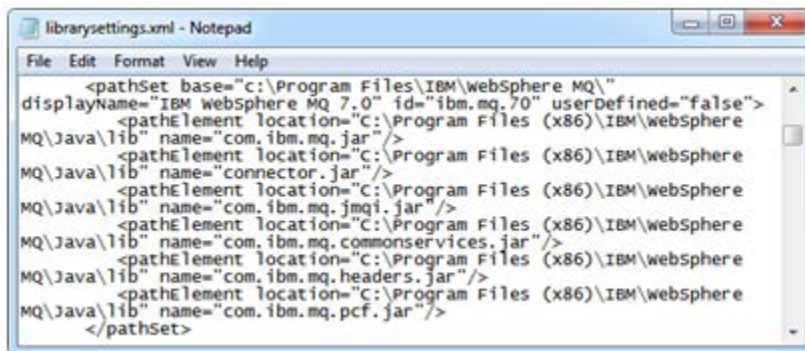 librarysettings.xml - Notepad
File Edit Format View Help
<pathSet base="c:\Program Files\IBM\WebSphere MQ\"
displayName="IBM WebSphere MQ 7.0" id="ibm.mq.70" userDefined="false">
<pathElement location="C:\Program Files (x86)\IBM\WebSphere
MQ\Java\lib" name="com.ibm.mq.jar"/>
<pathElement location="C:\Program Files (x86)\IBM\WebSphere
MQ\Java\lib" name="connector.jar"/>
<pathElement location="C:\Program Files (x86)\IBM\WebSphere
MQ\Java\lib" name="com.ibm.mq.jmqi.jar"/>
<pathElement location="C:\Program Files (x86)\IBM\WebSphere
MQ\Java\lib" name="com.ibm.mq.commonservices.jar"/>
<pathElement location="C:\Program Files (x86)\IBM\WebSphere
MQ\Java\lib" name="com.ibm.mq.headers.jar"/>
<pathElement location="C:\Program Files (x86)\IBM\WebSphere
MQ\Java\lib" name="com.ibm.mq.pcf.jar"/>
</pathSet>